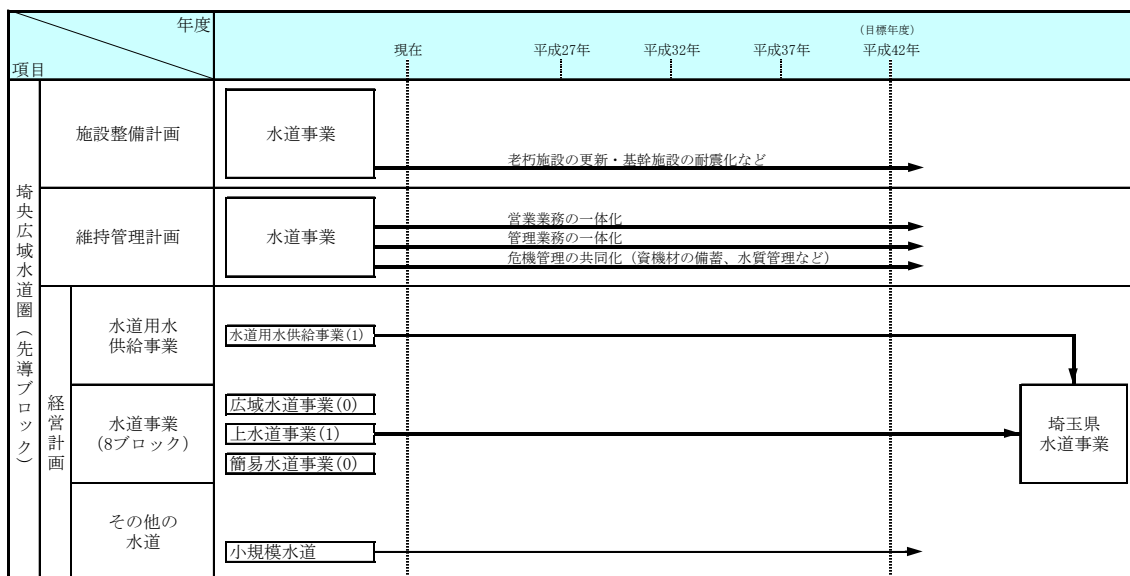 年度
項目
現在
平成27年
平成32年
平成37年
(目標年度)
平成42年
埼央広域水道圏(先導ブロック)
施設整備計画
水道事業
老朽施設の更新・基幹施設の耐震化など
維持管理計画
水道事業
営業業務の一体化
管理業務の一体化
危機管理の共同化(資機材の備蓄、水質管理など)
経営計画
水道用水
供給事業
水道用水供給事業(1)
水道事業
(8ブロック)
広域水道事業(0)
上水道事業(1)
簡易水道事業(0)
埼玉県
水道事業
その他の
水道
小規模水道